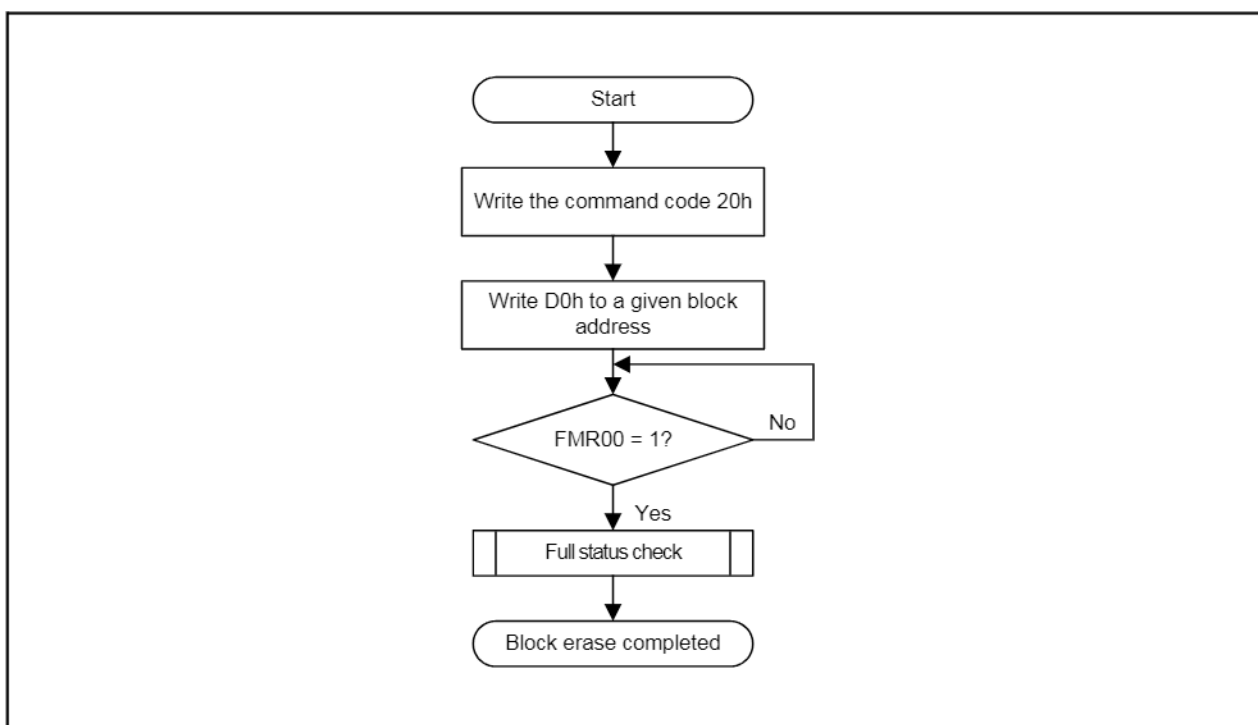 Start
Write the command code 20h
Write D0h to a given block
address
FMR00 = 1?
No
Yes
Full status check
Block erase completed